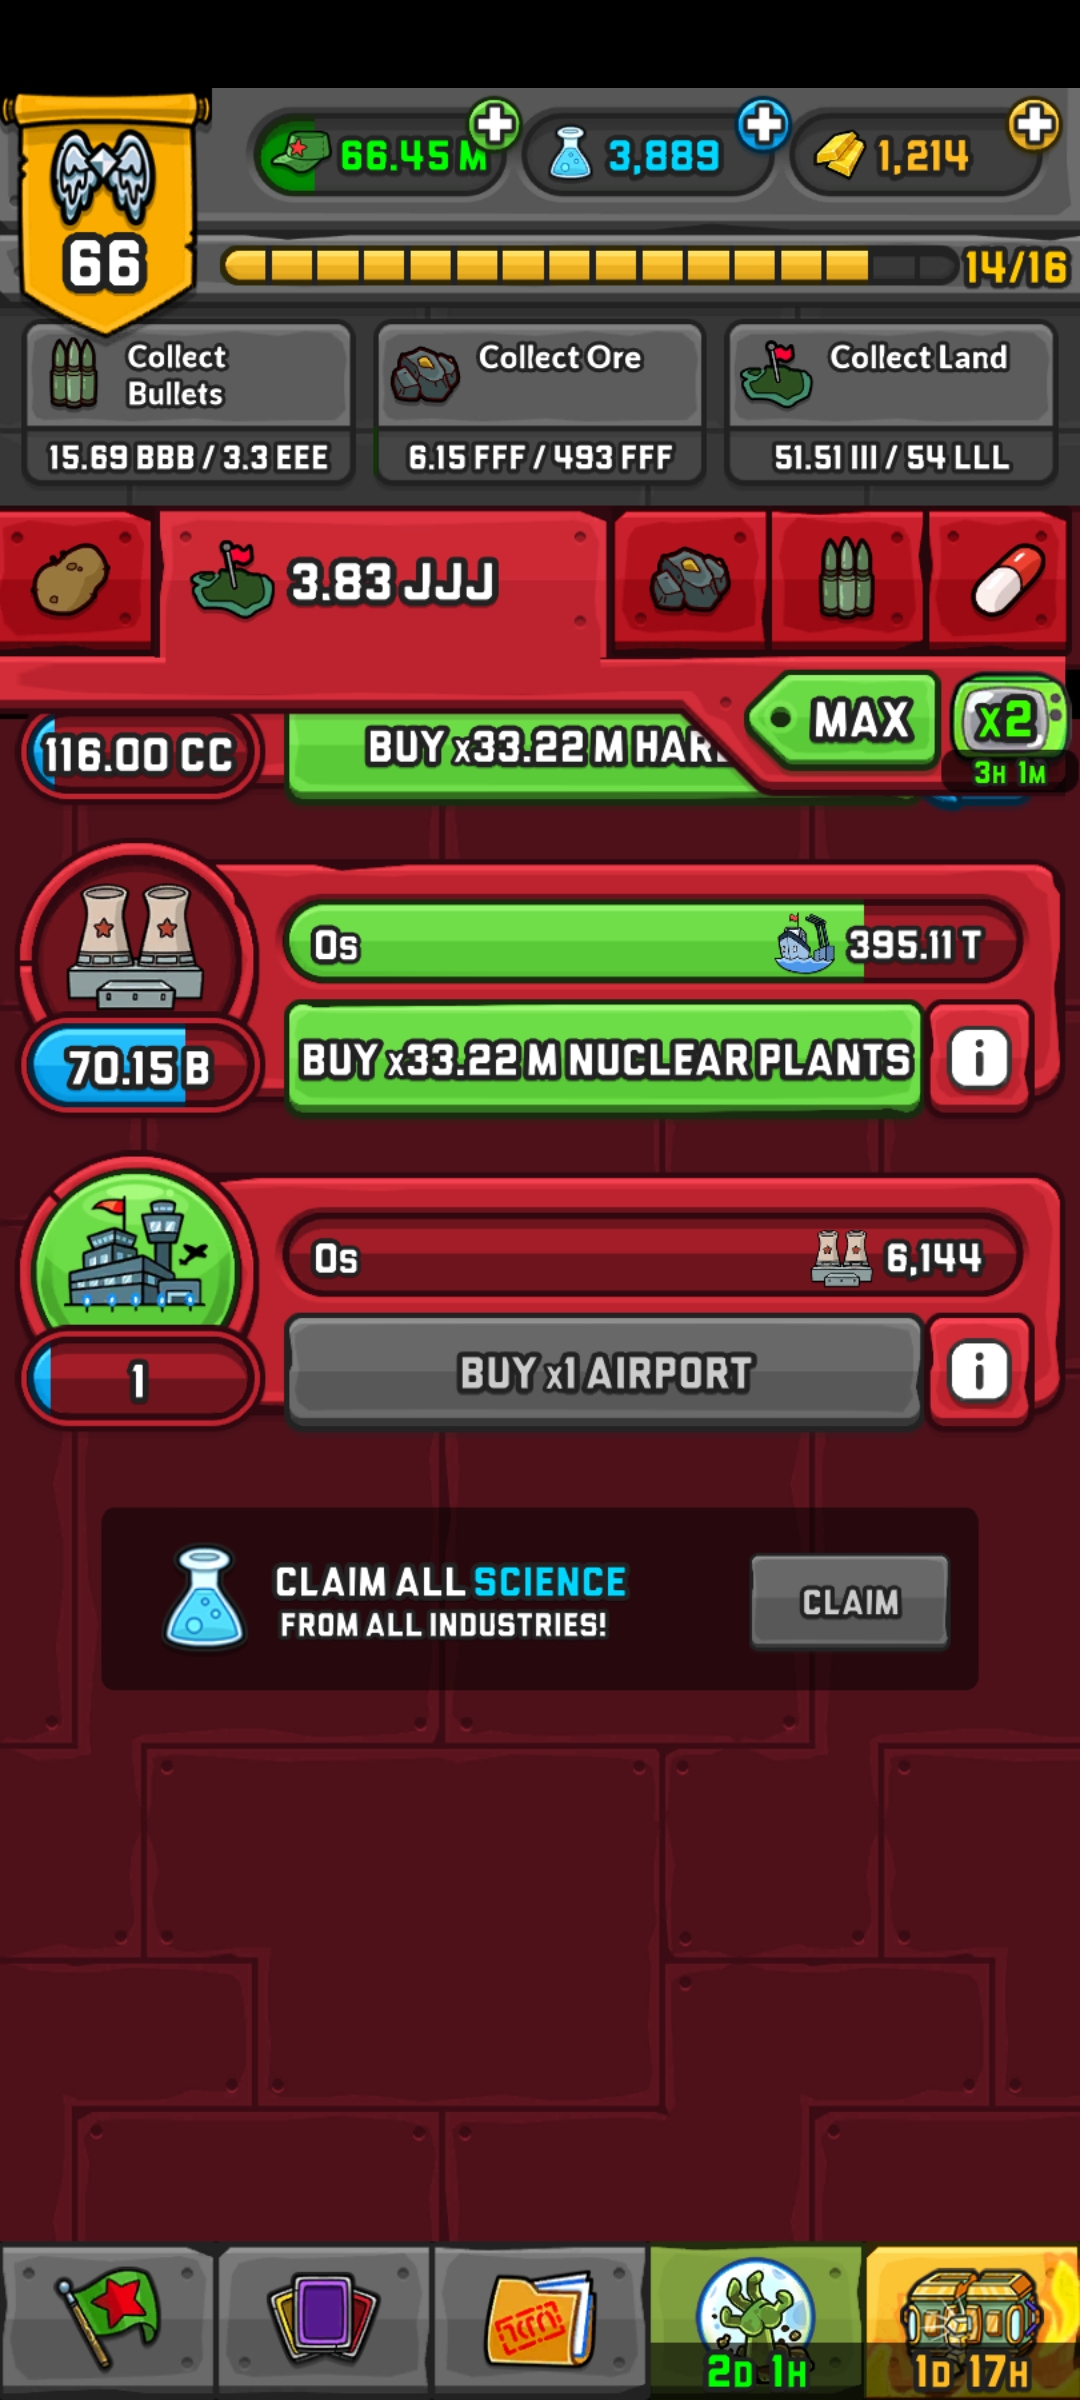 66.45 M
3,889
1,214
66
14/16
Collect
Bullets
Collect Ore
Collect Land
15.69 BBB / 3.3 EEE
6.15 FFF / 493 FFF
51.51 III / 54 LLL
3.83 JJJ
MAX
x2
3H 1M
116.00 CC
BUY x33.22 M HAR
0s
395.11 T
70.15 B
BUY x33.22 M NUCLEAR PLANTS
i
0s
6,144
1
BUY x1 AIRPORT
i
CLAIM ALL SCIENCE
FROM ALL INDUSTRIES!
CLAIM
2D 1H
1D 17H